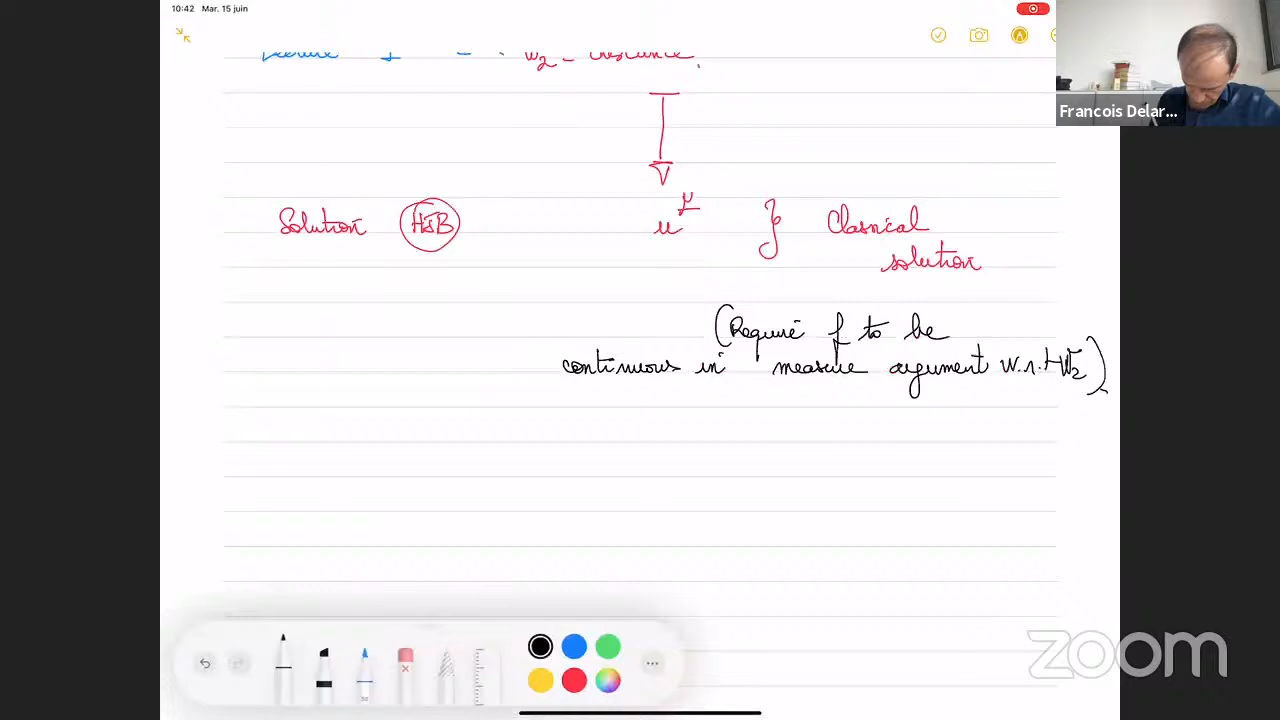 10:42 Mar. 15 juin
W2 - distance.
Francois Delar...
Solution HJB u^μ } Classical
solution
(Require f to be
continuous in measure argument w.r.t W2)
zoom